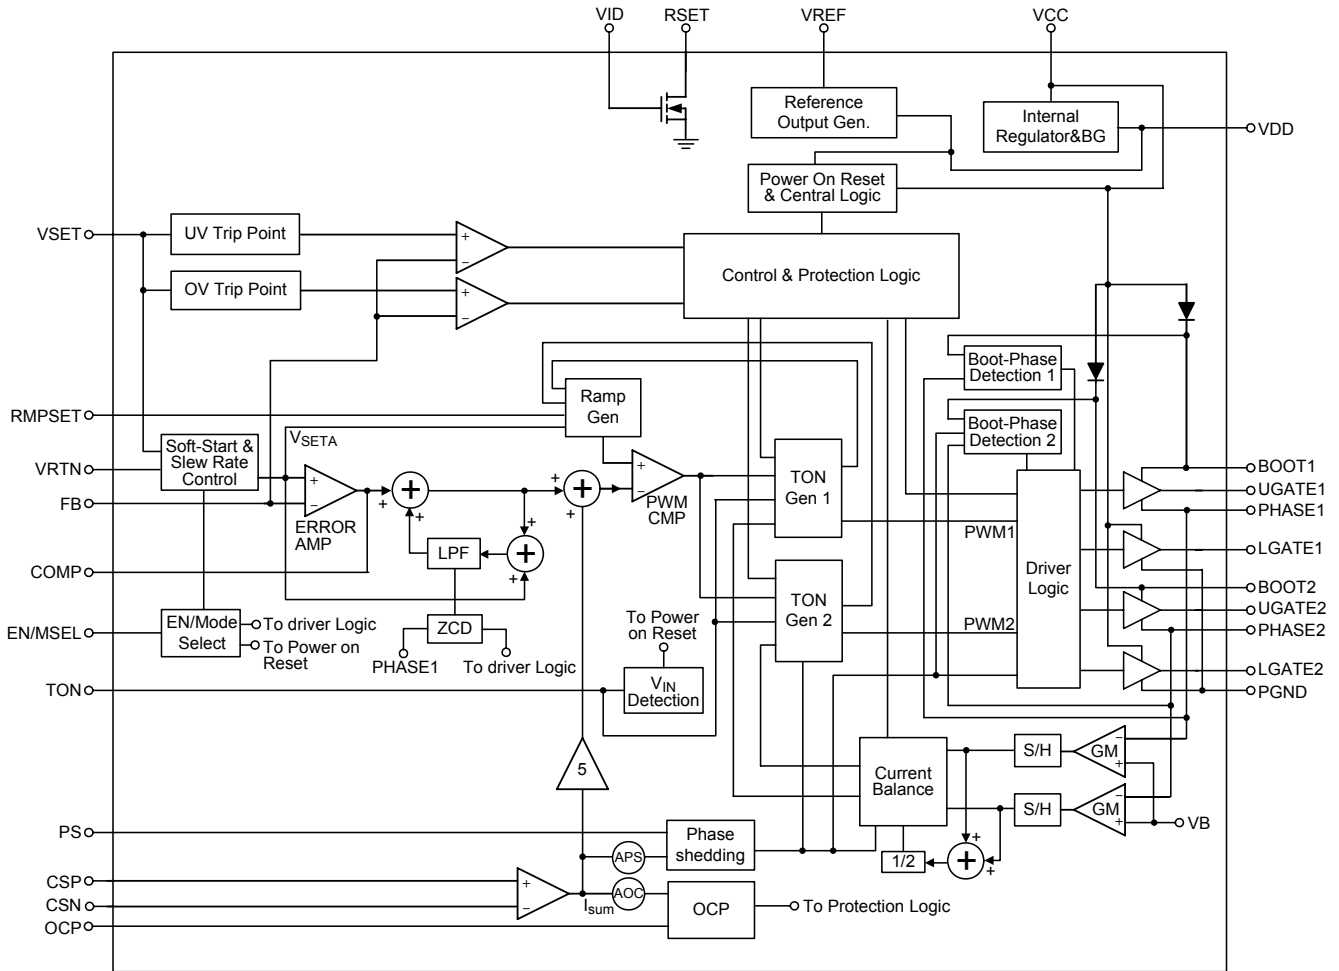 VID
RSET
VREF
VCC
Reference
Output Gen.
Internal
Regulator&BG
VDD
Power On Reset
& Central Logic
VSET
UV Trip Point
+
−
OV Trip Point
+
−
Control & Protection Logic
Boot-Phase
Detection 1
Boot-Phase
Detection 2
RMPSET
Ramp
Gen
VSETA
Soft-Start &
Slew Rate
Control
VRTN
FB
+
−
ERROR
AMP
+
+
+
+
+
+
+
+
+
+
−
PWM
CMP
TON
Gen 1
PWM1
LPF
COMP
Driver
Logic
BOOT1
UGATE1
PHASE1
LGATE1
BOOT2
UGATE2
PHASE2
LGATE2
PGND
TON
Gen 2
PWM2
EN/MSEL
EN/Mode
Select
To driver Logic
To Power on
Reset
ZCD
PHASE1
To driver Logic
To Power
on Reset
TON
VIN
Detection
5
Current
Balance
S/H
GM
−
+
S/H
GM
−
+
VB
1/2
+
+
+
PS
APS
Phase
shedding
CSP
CSN
+
−
Isum
AOC
OCP
To Protection Logic
OCP